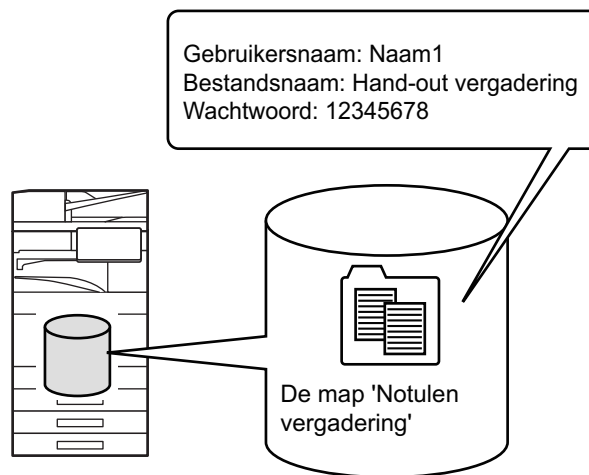 Gebruikersnaam: Naam1
Bestandsnaam: Hand-out vergadering
Wachtwoord: 12345678
De map 'Notulen
vergadering'